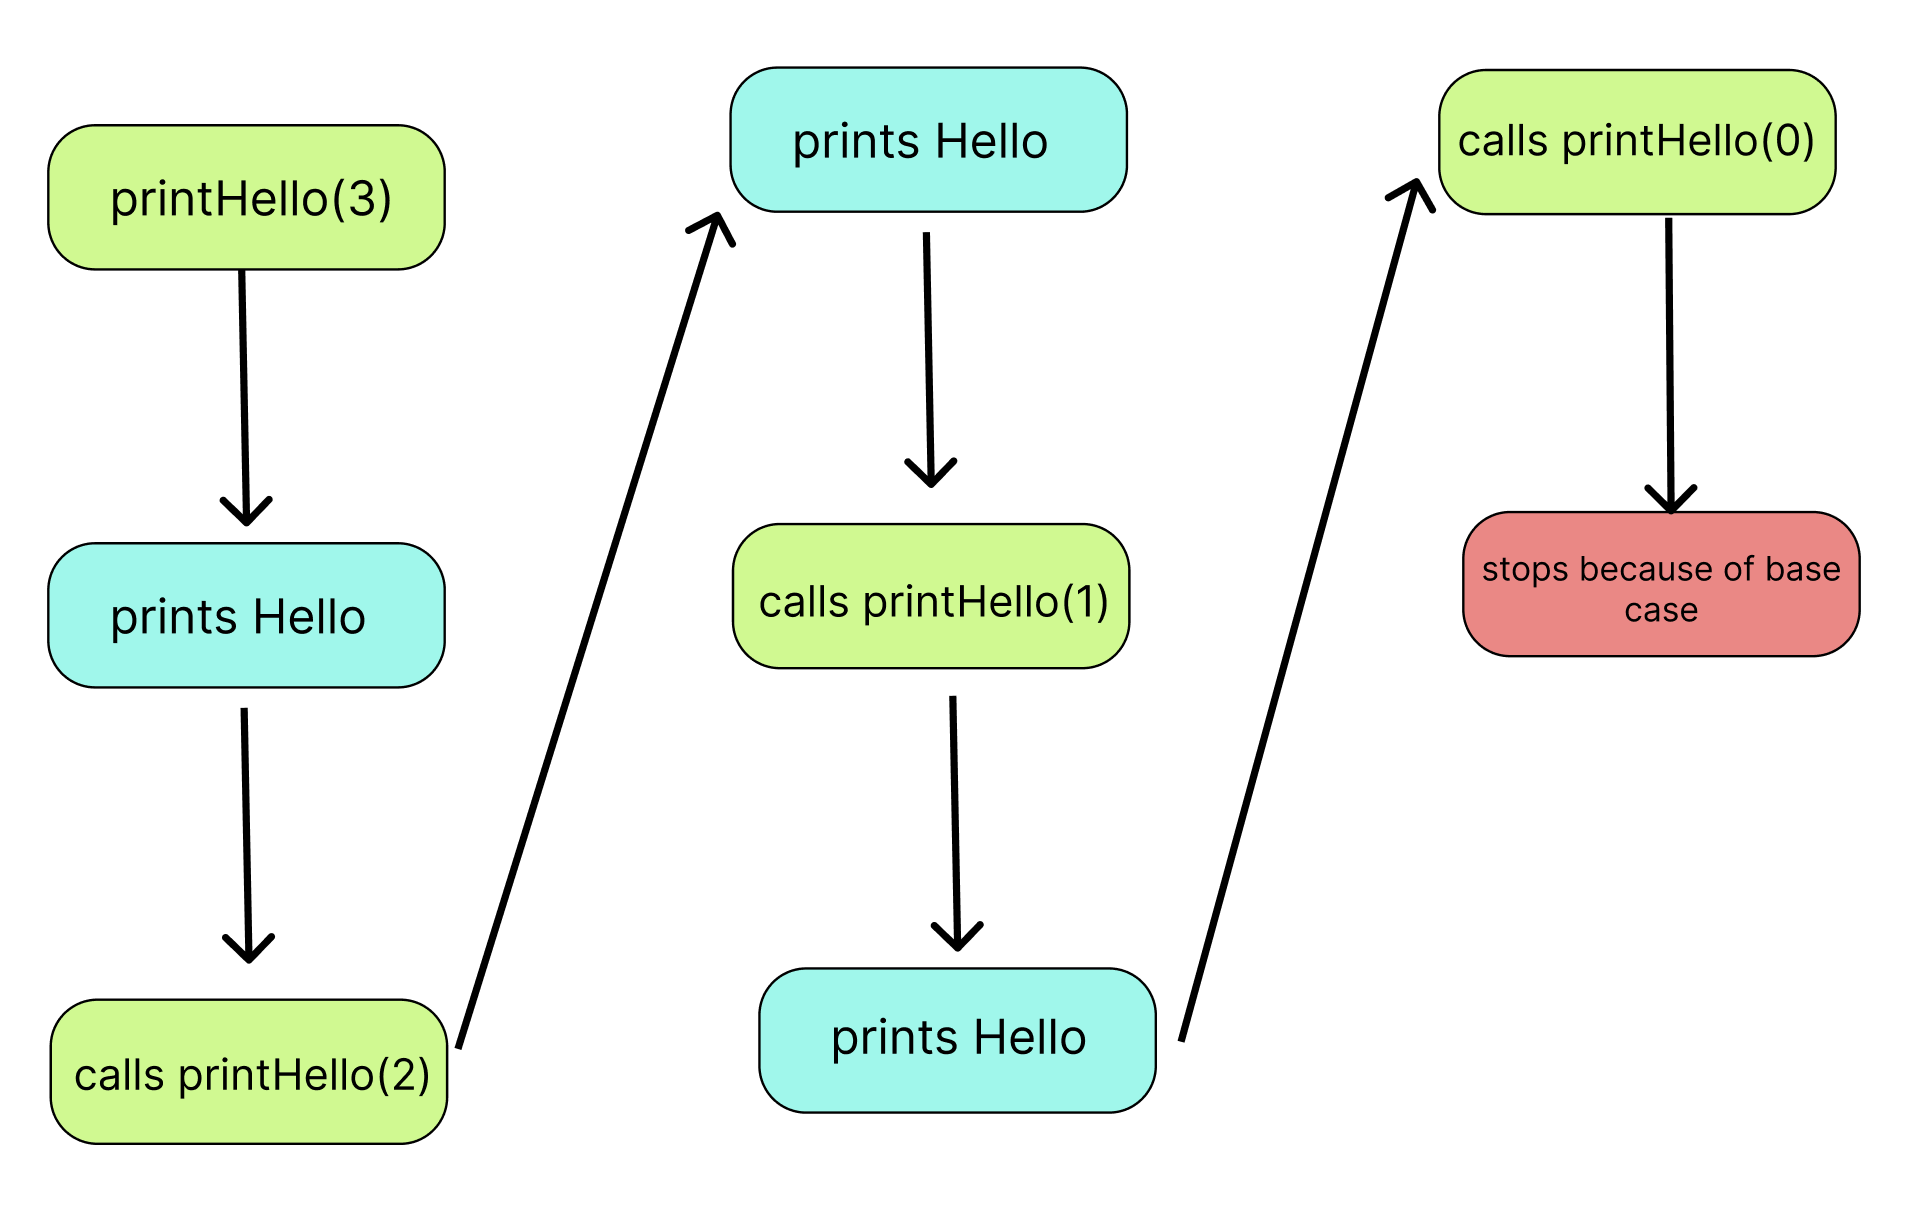 printHello(3)
prints Hello
calls printHello(2)
prints Hello
calls printHello(1)
prints Hello
calls printHello(0)
stops because of base
case